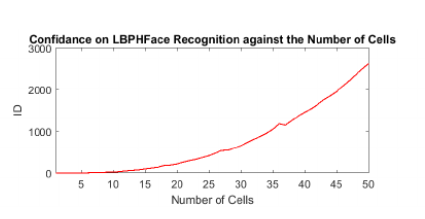 Confidance on LBPHFace Recognition against the Number of Cells
3000
2000
1000
0
ID
5 10 15 20 25 30 35 40 45 50
Number of Cells